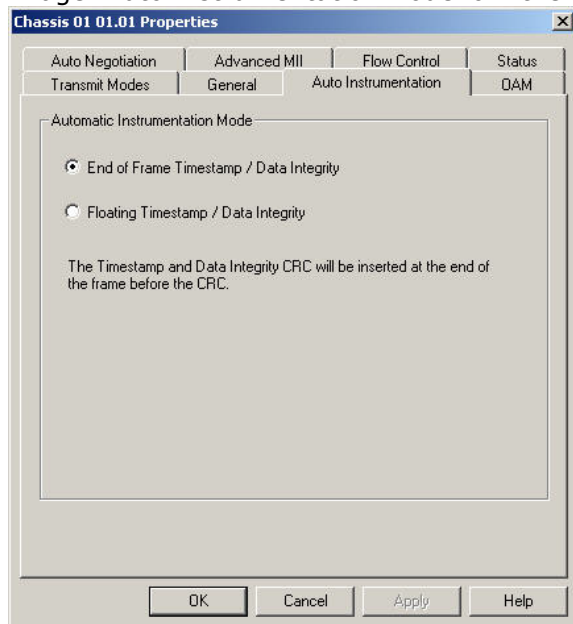 Chassis 01 01.01 Properties
Auto Negotiation Advanced MII Flow Control Status
Transmit Modes General Auto Instrumentation OAM
Automatic Instrumentation Mode
End of Frame Timestamp / Data Integrity
Floating Timestamp / Data Integrity
The Timestamp and Data Integrity CRC will be inserted at the end of
the frame before the CRC.
OK Cancel Apply Help